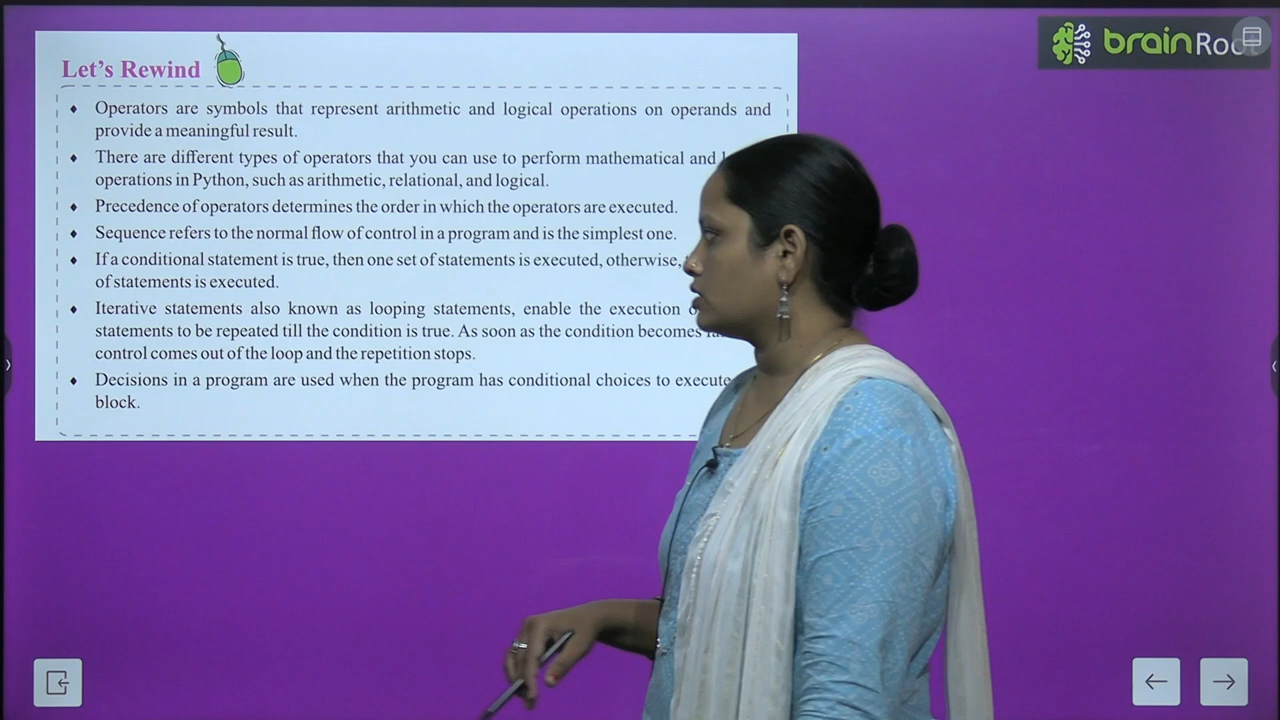 Let's Rewind
brainRoo
♦ Operators are symbols that represent arithmetic and logical operations on operands and
provide a meaningful result.
♦ There are different types of operators that you can use to perform mathematical and
operations in Python, such as arithmetic, relational, and logical.
♦ Precedence of operators determines the order in which the operators are executed.
♦ Sequence refers to the normal flow of control in a program and is the simplest one.
♦ If a conditional statement is true, then one set of statements is executed, otherwise,
of statements is executed.
♦ Iterative statements also known as looping statements, enable the execution
statements to be repeated till the condition is true. As soon as the condition becomes
control comes out of the loop and the repetition stops.
♦ Decisions in a program are used when the program has conditional choices to execute
block.